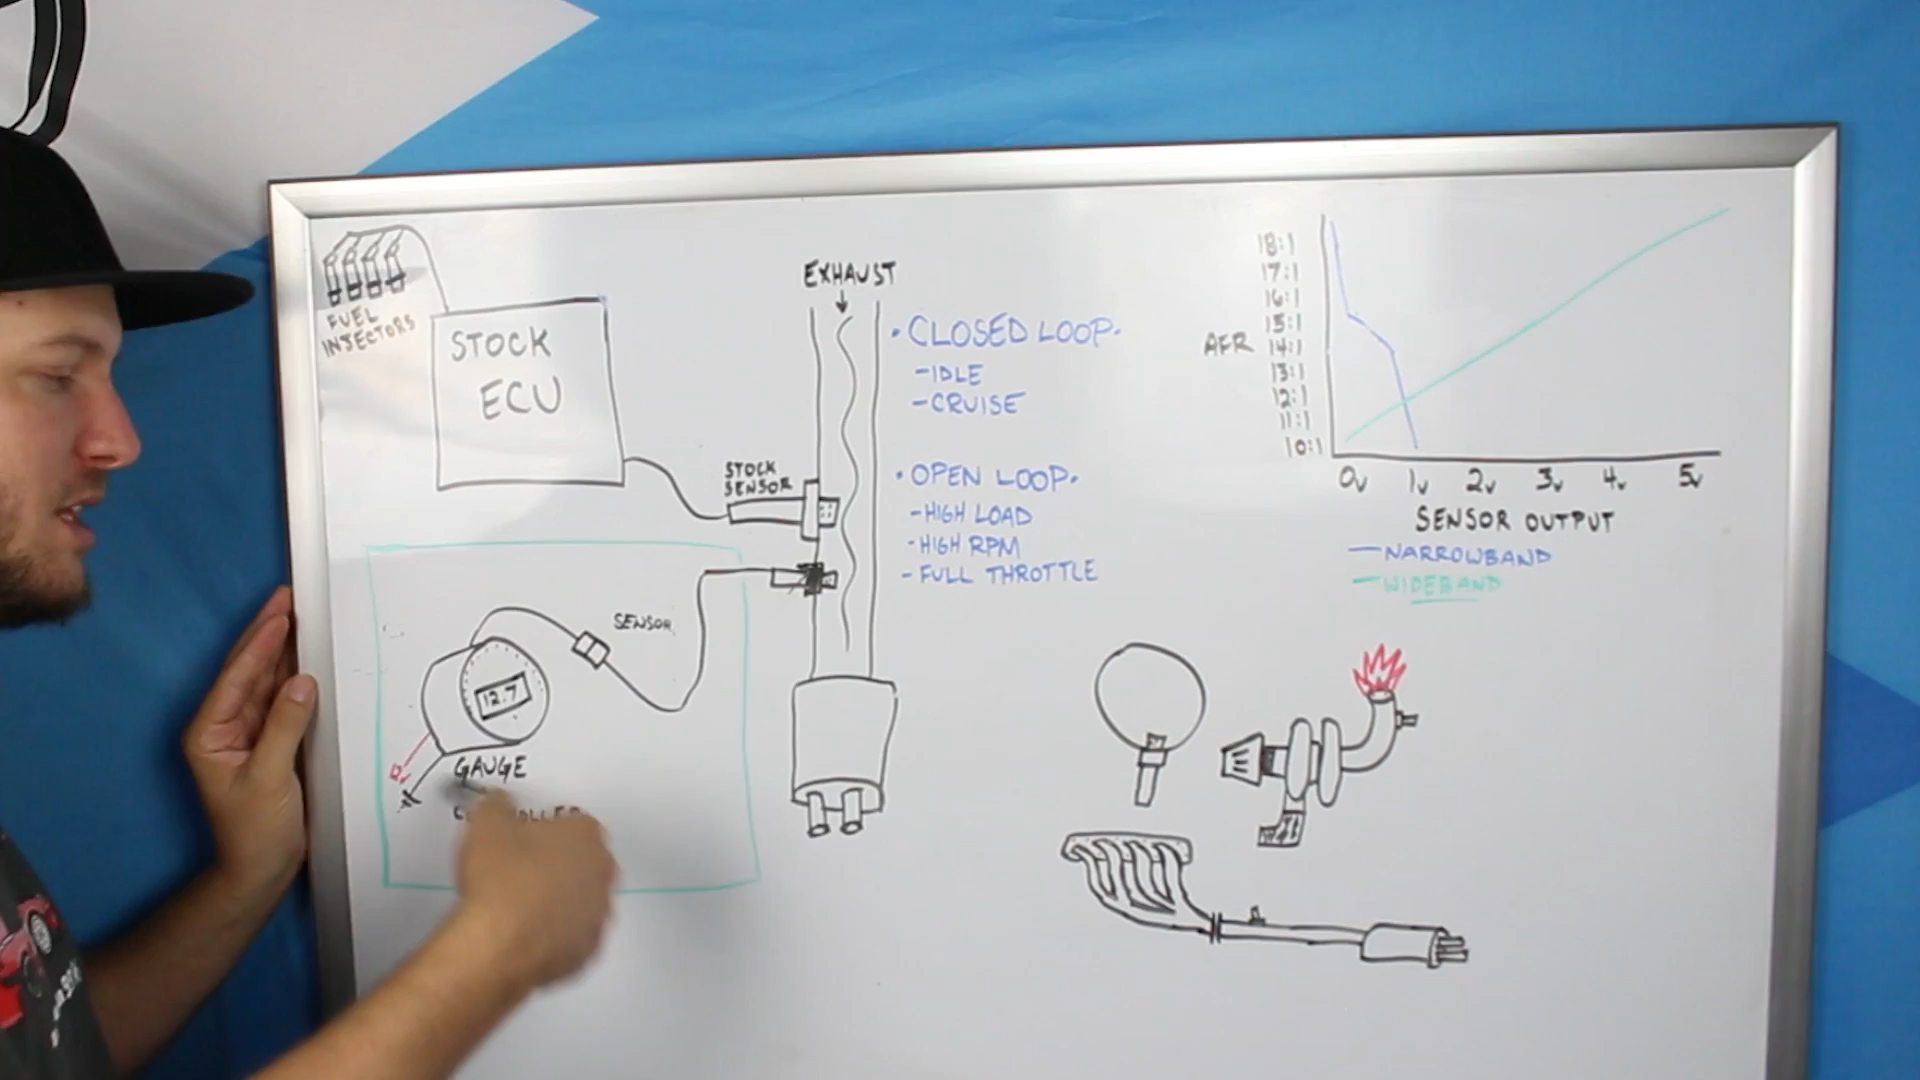 FUEL
INJECTORS
STOCK
ECU
STOCK
SENSOR
EXHAUST
• CLOSED LOOP.
- IDLE
- CRUISE
• OPEN LOOP.
- HIGH LOAD
- HIGH RPM
- FULL THROTTLE
SENSOR
12.7
GAUGE
AFR
18:1
17:1
16:1
15:1
14:1
13:1
12:1
11:1
10:1
0v 1v 2v 3v 4v 5v
SENSOR OUTPUT
— NARROWBAND
— WIDEBAND